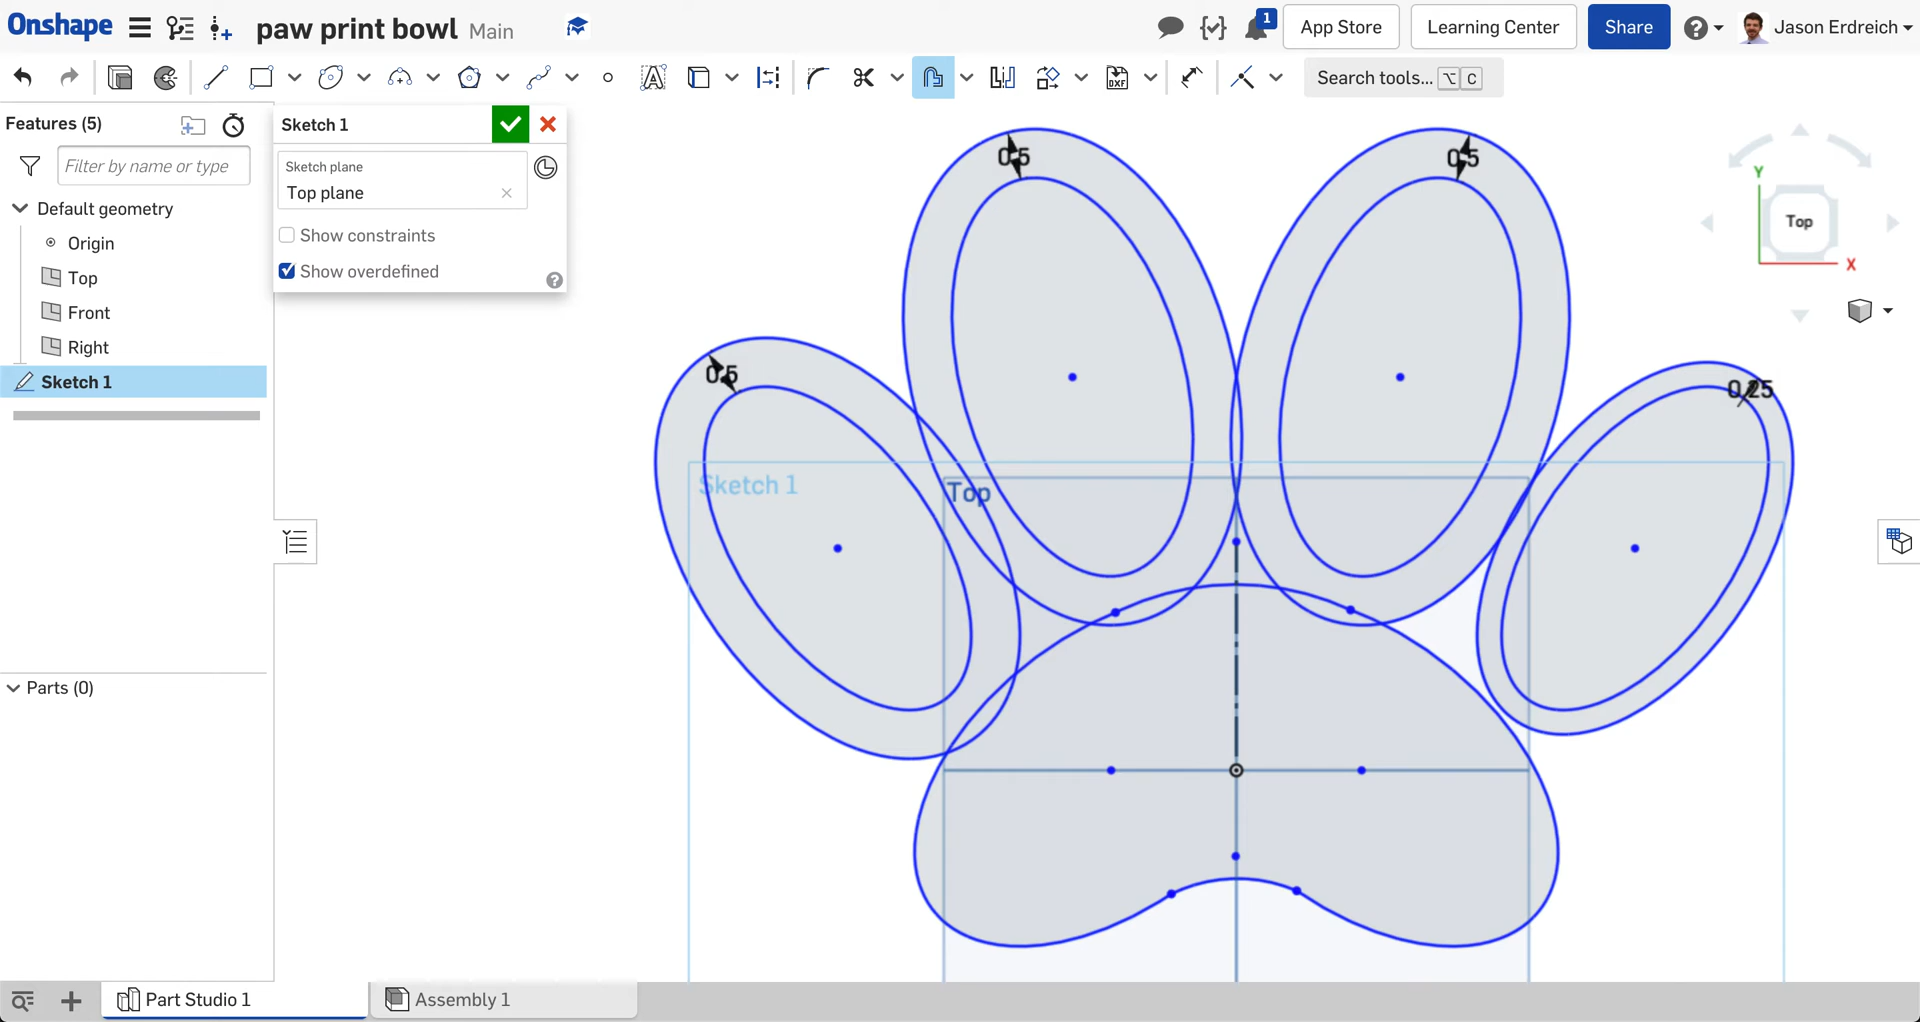 Onshape
paw print bowl Main
1
App Store
Learning Center
Share
Jason Erdreich
Search tools... ⌥ C
Features (5)
Filter by name or type
Default geometry
Origin
Top
Front
Right
Sketch 1
Parts (0)
Sketch 1
Sketch plane
Top plane
Show constraints
Show overdefined
0.5
0.5
0.5
0.25
Sketch 1
Top
Y
Top
X
Part Studio 1
Assembly 1